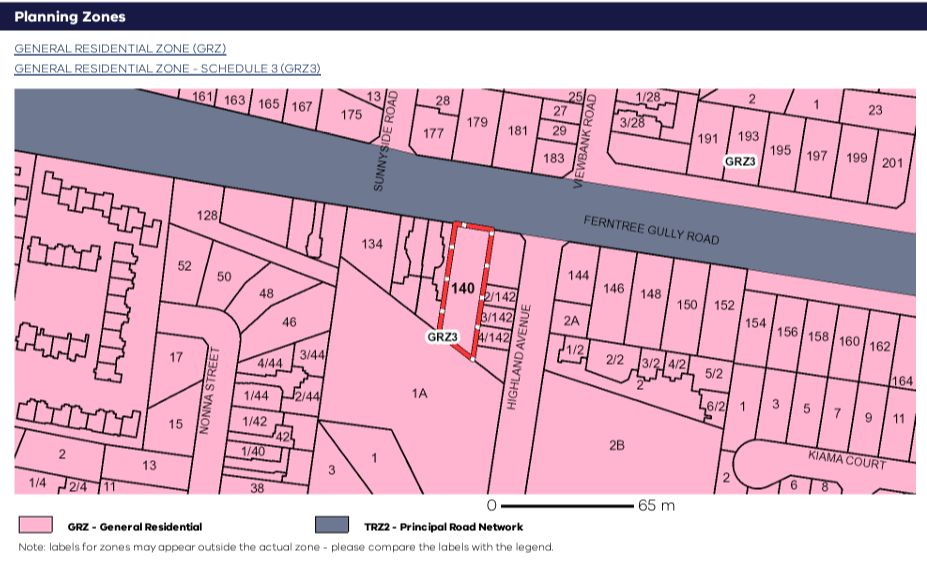 Planning Zones
GENERAL RESIDENTIAL ZONE (GRZ)
GENERAL RESIDENTIAL ZONE - SCHEDULE 3 (GRZ3)
161 163 165 167 175 13 28 177 179 181 25 27 29 183 1/28 3/28 2 1 23
191 193 195 197 199 201
GRZ3
SUNNYSIDE ROAD
VIEWBANK ROAD
FERNTREE GULLY ROAD
128 134 140 144 146 148 150 152 154 156 158 160 162 164
52 50 48 46
2/142
3/142
4/142
GRZ3
HIGHLAND AVENUE
2A
1/2 2/2 3/2 4/2 5/2 2 6/2
1 3 5 7 9 11
17 15
NONNA STREET
4/44 3/44
1/44 2/44
1/42 42
1/40
38
1A
2B
3 1
2 13
1/4 2/4 11
2 6 8
KIAMA COURT
0 65 m
GRZ - General Residential
TRZ2 - Principal Road Network
Note: labels for zones may appear outside the actual zone - please compare the labels with the legend.